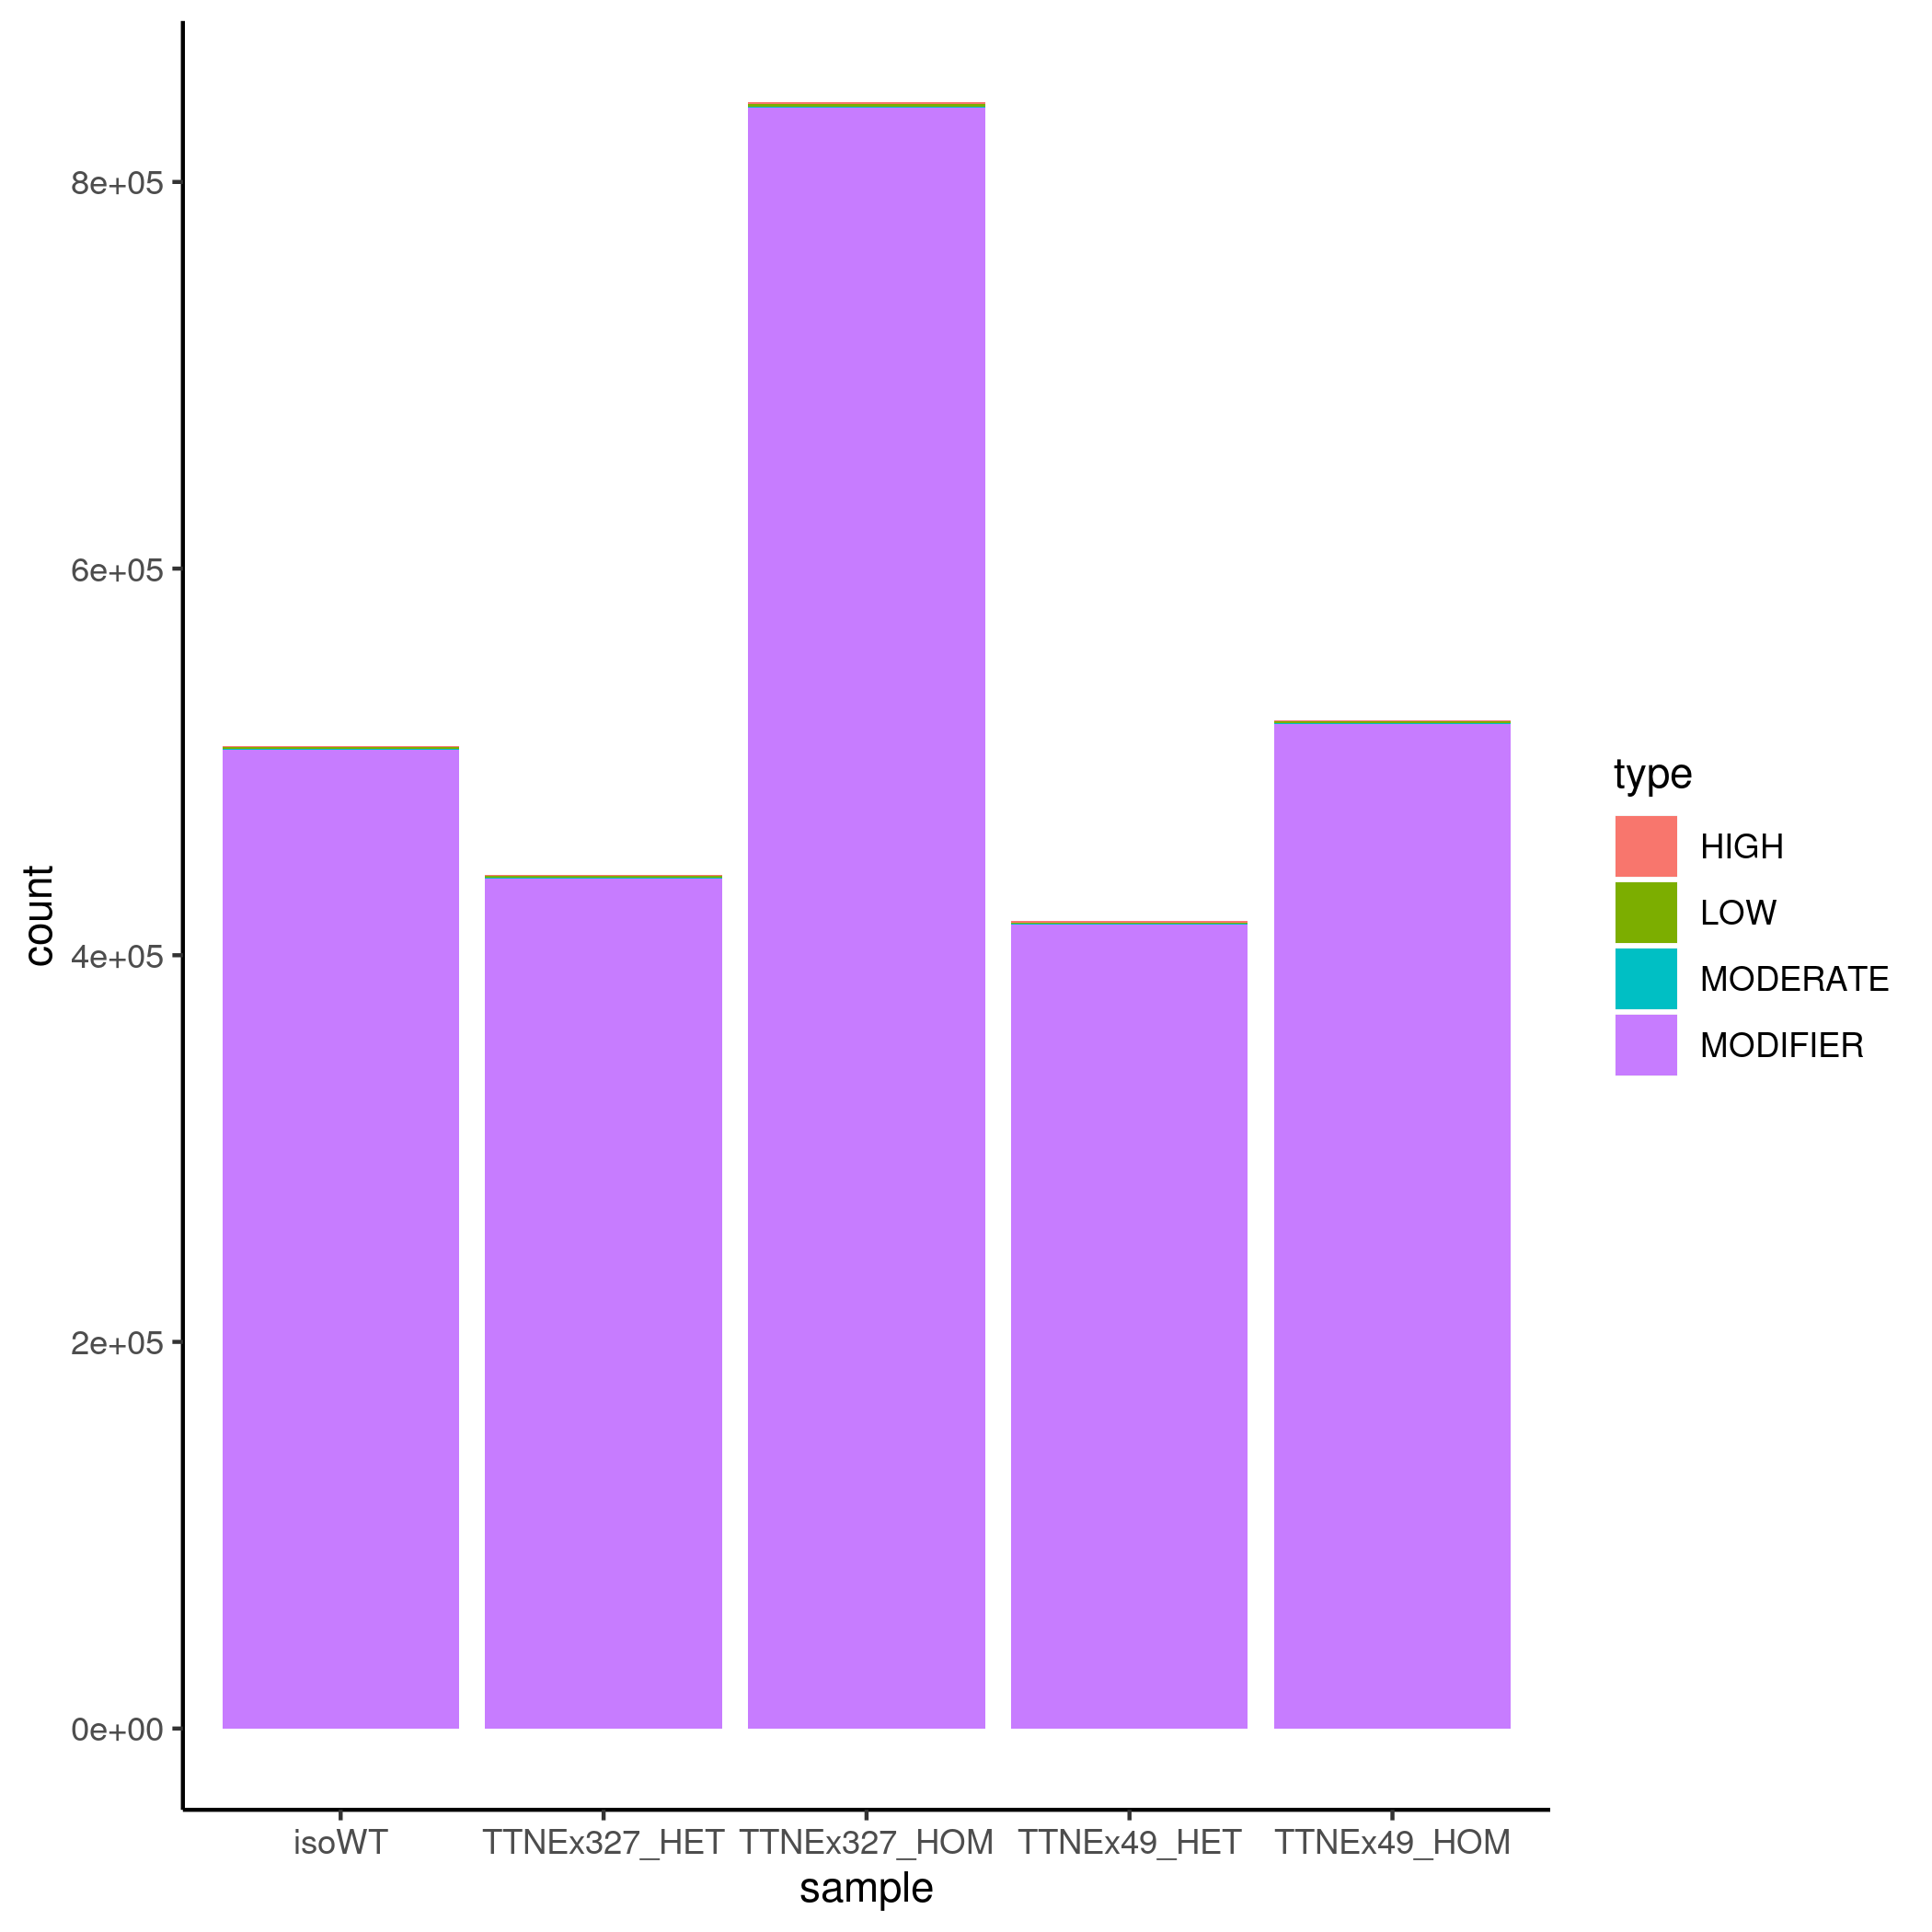 count
8e+05
6e+05
4e+05
2e+05
0e+00
isoWT TTNEx327_HET TTNEx327_HOM TTNEx49_HET TTNEx49_HOM
sample
type
HIGH
LOW
MODERATE
MODIFIER